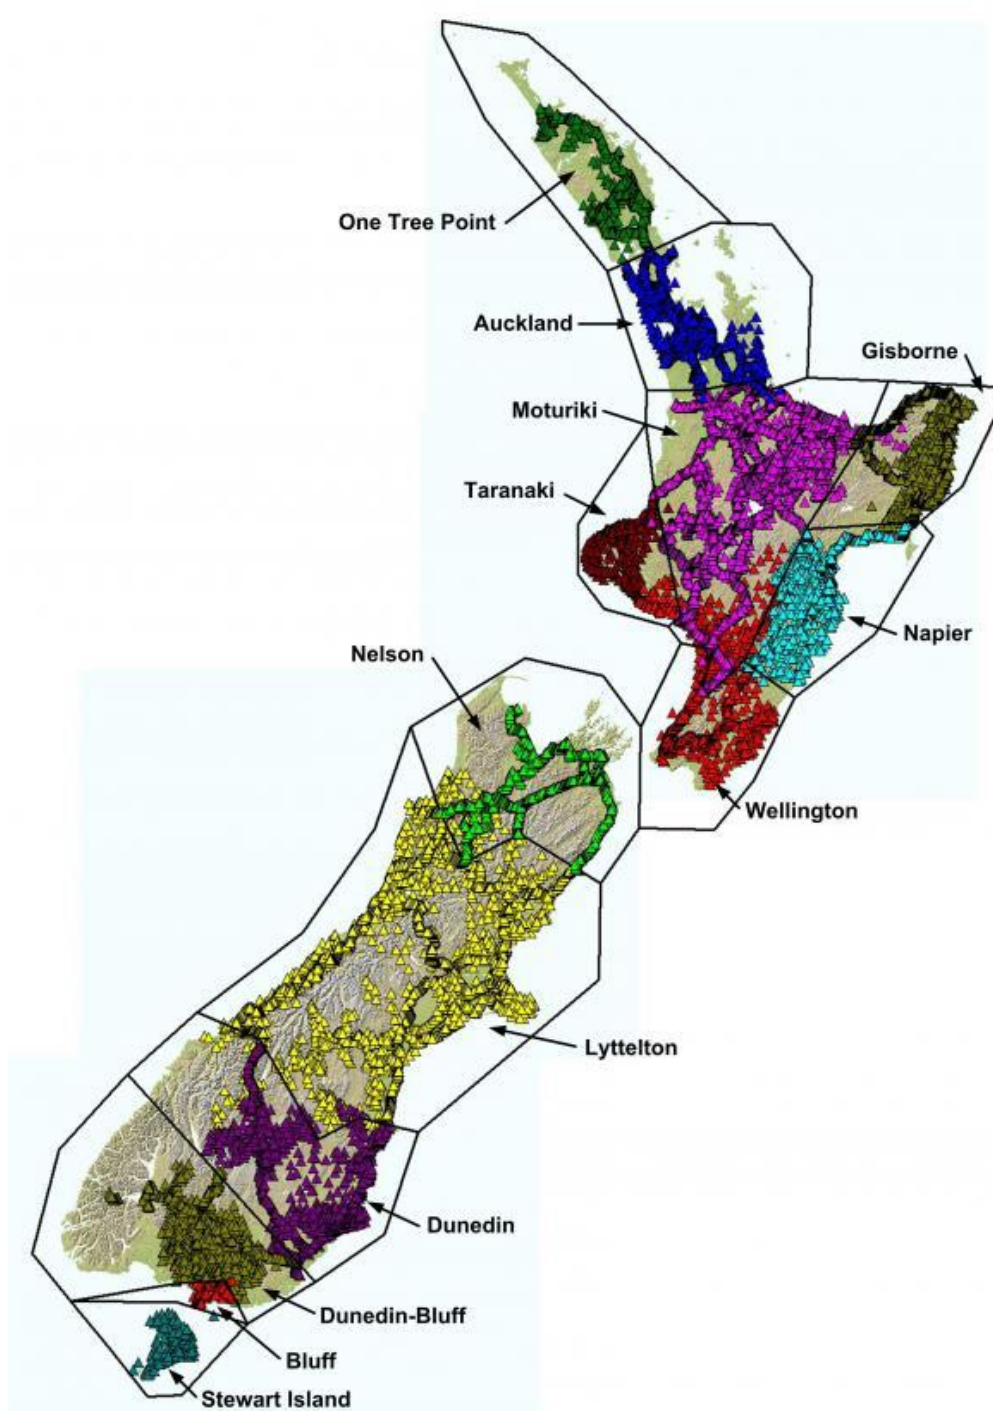 One Tree Point
Auckland
Gisborne
Moturiki
Taranaki
Napier
Nelson
Wellington
Lyttelton
Dunedin
Dunedin-Bluff
Bluff
Stewart Island